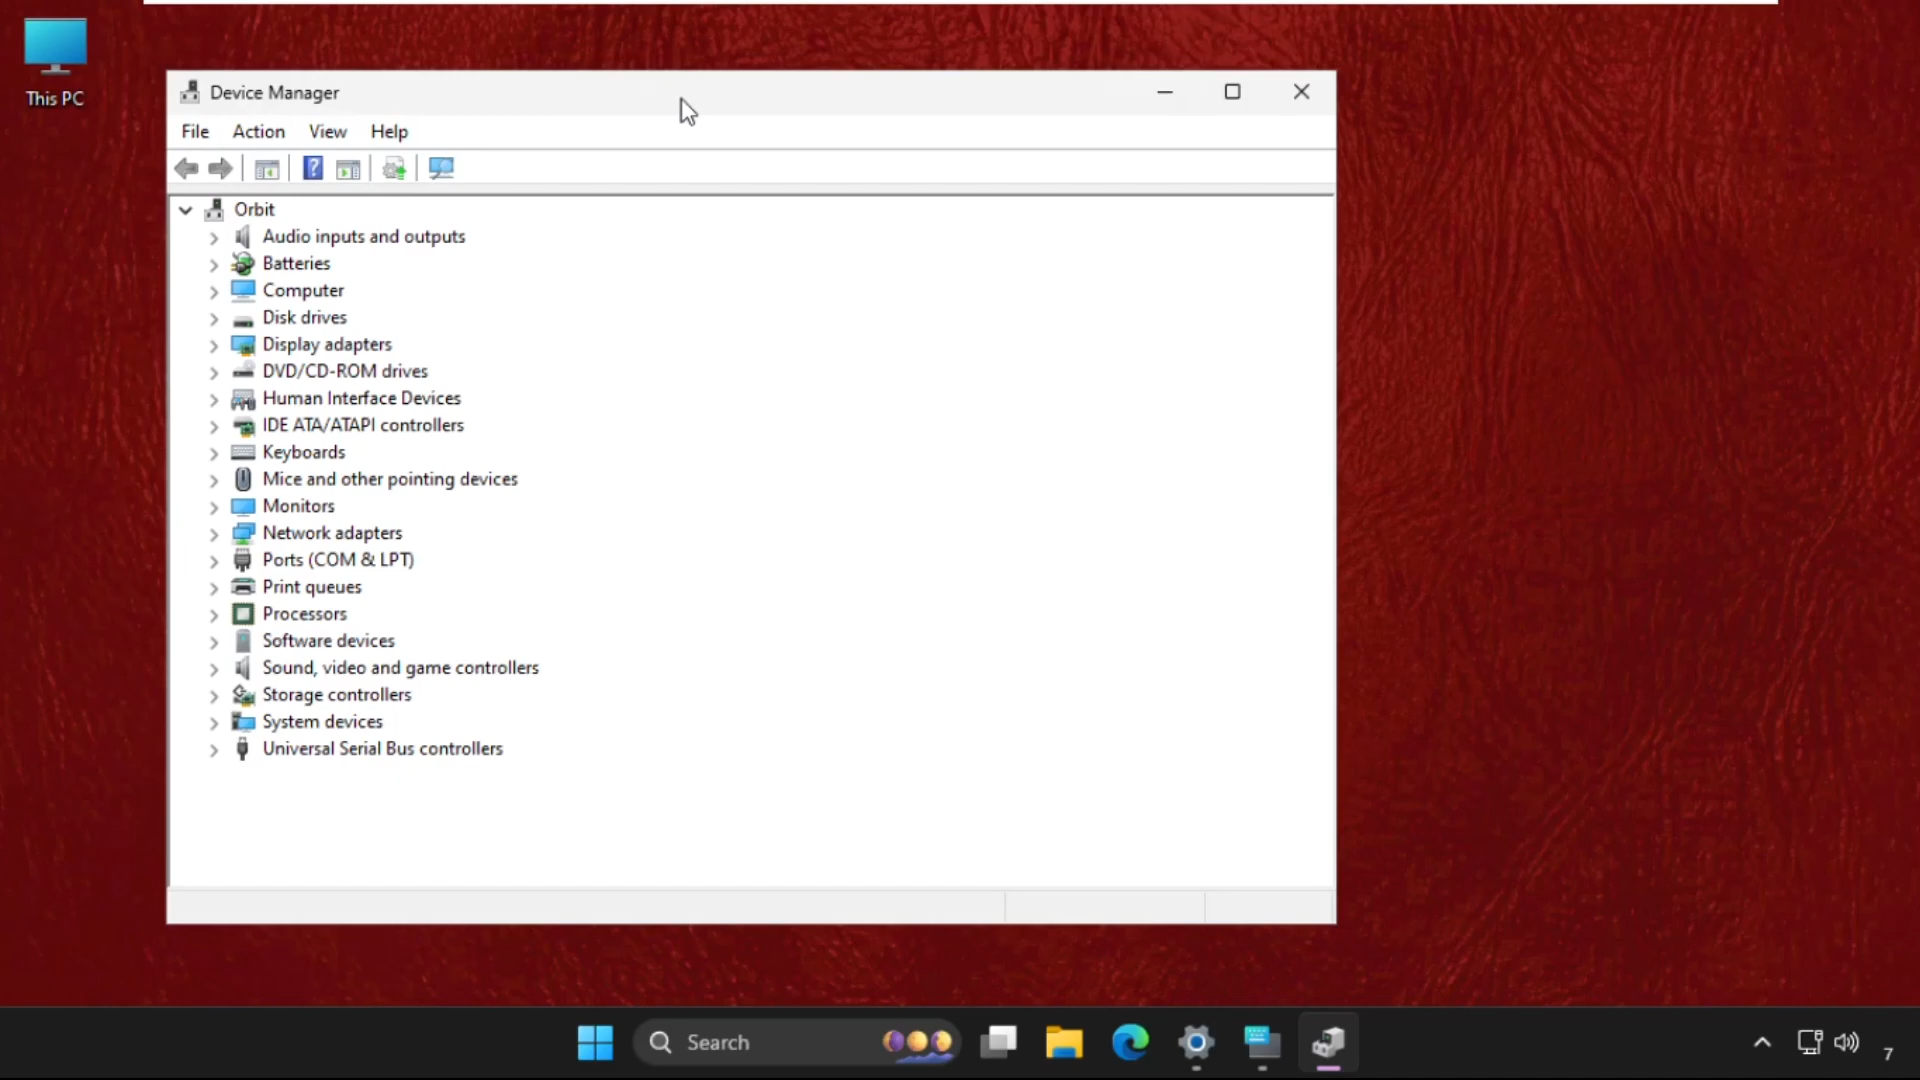 This PC
Device Manager
File Action View Help
?
Orbit
Audio inputs and outputs
Batteries
Computer
Disk drives
Display adapters
DVD/CD-ROM drives
Human Interface Devices
IDE ATA/ATAPI controllers
Keyboards
Mice and other pointing devices
Monitors
Network adapters
Ports (COM & LPT)
Print queues
Processors
Software devices
Sound, video and game controllers
Storage controllers
System devices
Universal Serial Bus controllers
Search
7